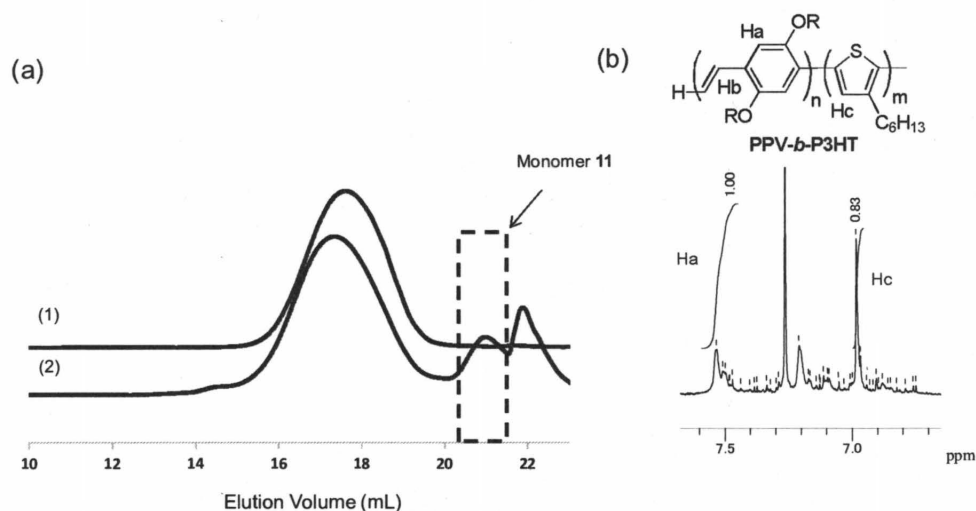 (a)
Monomer 11
(1)
(2)
10 12 14 16 18 20 22
Elution Volume (mL)
(b)
OR
Ha
S
H
Hb
n
m
RO
Hc
C6H13
PPV-b-P3HT
1.00
0.83
Ha
Hc
7.5 7.0 ppm